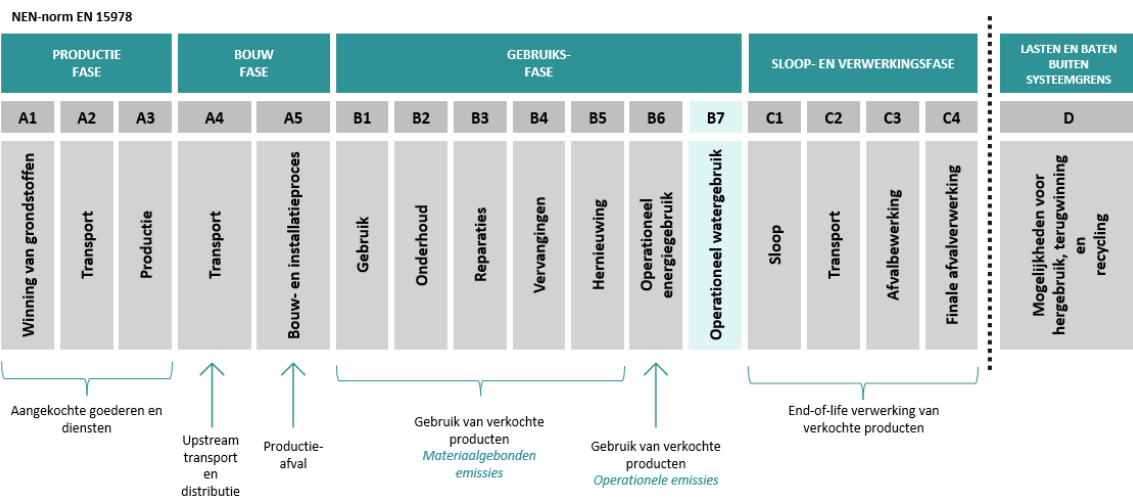 NEN-norm EN 15978
PRODUCTIE
FASE
BOUW
FASE
GEBRUIKS-
FASE
SLOOP- EN VERWERKINGSFASE
LASTEN EN BATEN
BUITEN
SYSTEEMGRENS
A1
A2
A3
A4
A5
B1
B2
B3
B4
B5
B6
B7
C1
C2
C3
C4
D
Winning van grondstoffen
Transport
Productie
Transport
Bouw- en installatieproces
Gebruik
Onderhoud
Reparaties
Vervangingen
Hernieuwing
Operationeel
energiegebruik
Operationeel watergebruik
Sloop
Transport
Afvalbewerking
Finale afvalverwerking
Mogelijkheden voor
hergebruik, terugwinning
en
recycling
Aangekochte goederen en
diensten
Upstream
transport
en
distributie
Productie-
afval
Gebruik van verkochte
producten
Materiaalgebonden
emissies
Gebruik van verkochte
producten
Operationele emissies
End-of-life verwerking van
verkochte producten